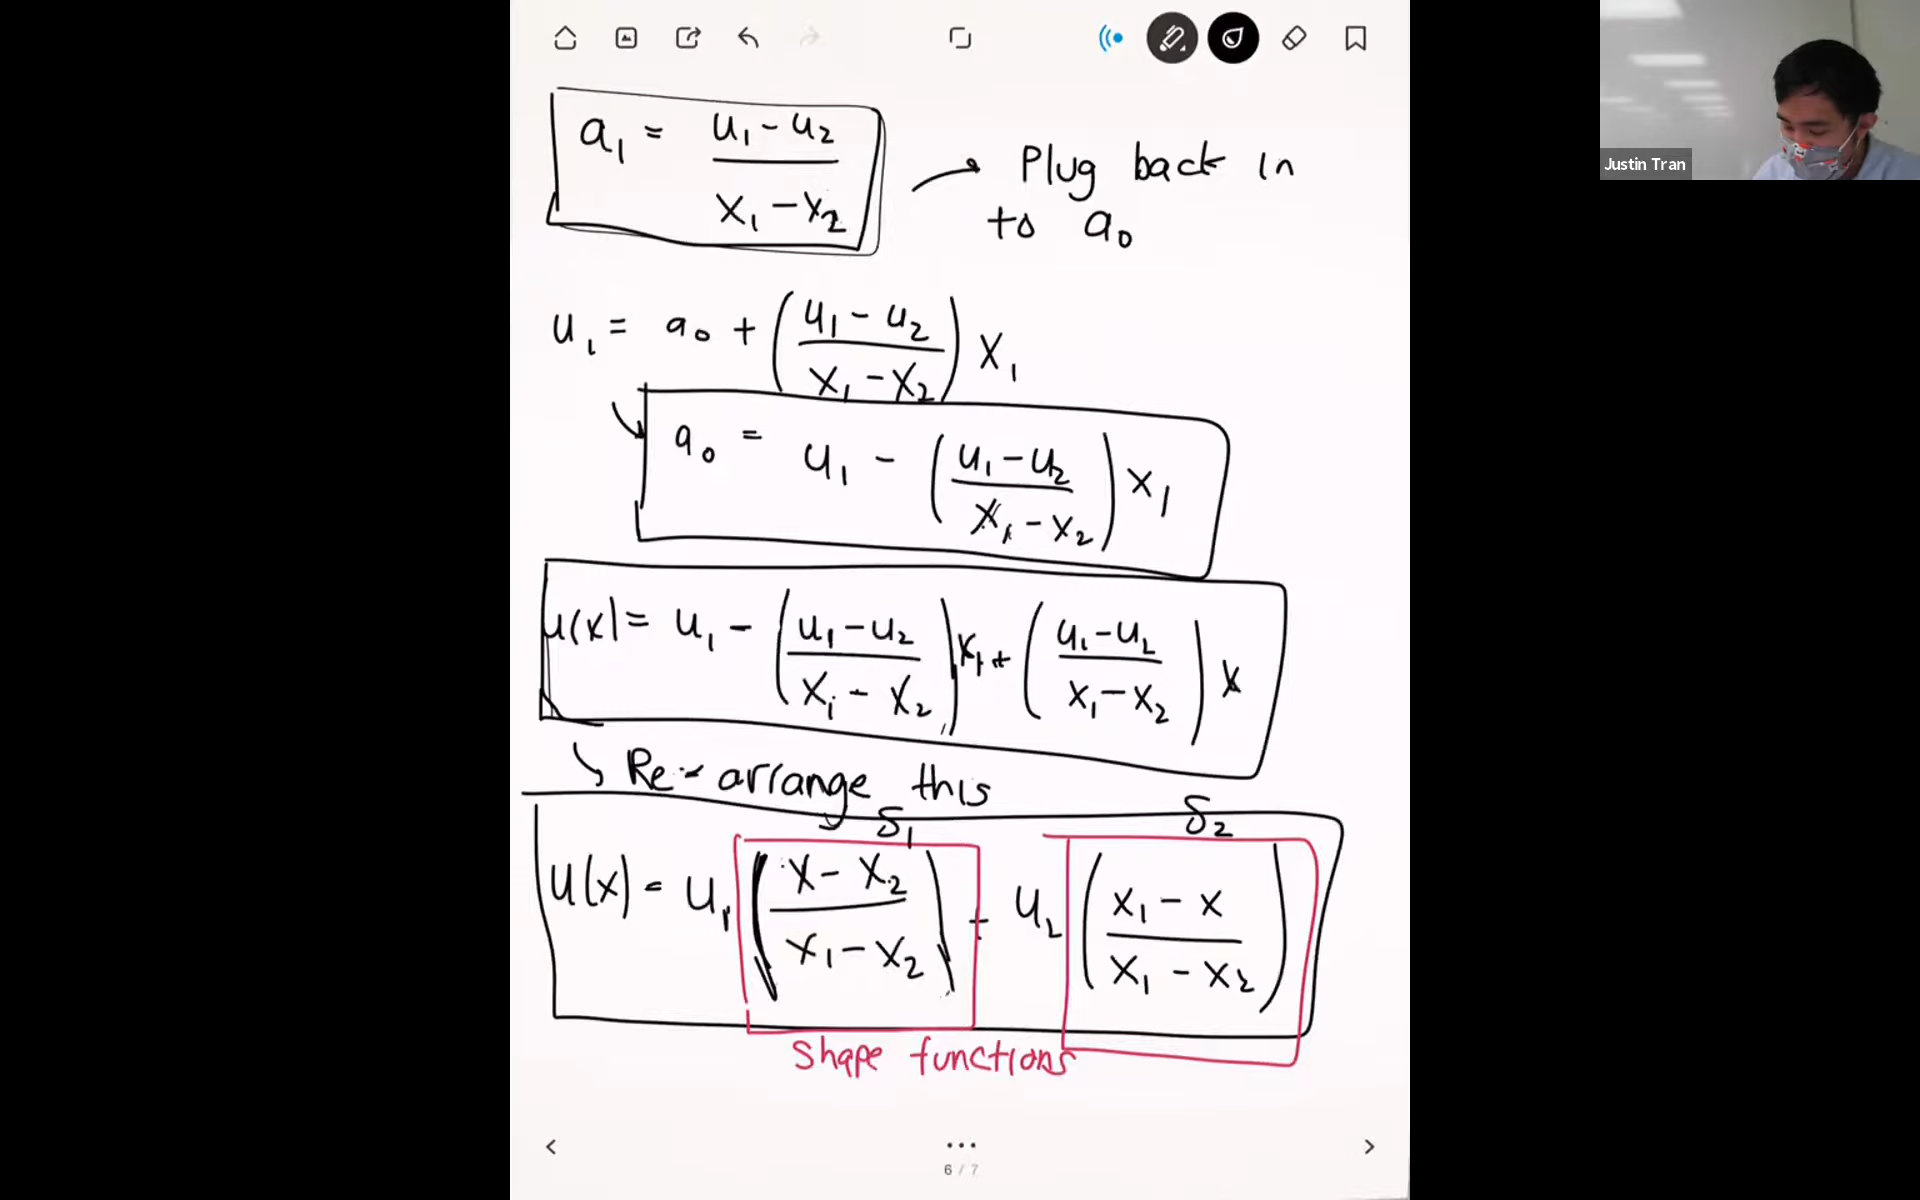 a₁ = (u₁ - u₂)/(x₁ - x₂)
Plug back in
to a₀
u₁ = a₀ + ((u₁ - u₂)/(x₁ - x₂)) x₁
a₀ = u₁ - ((u₁ - u₂)/(x₁ - x₂)) x₁
u(x) = u₁ - ((u₁ - u₂)/(x₁ - x₂)) x₁ + ((u₁ - u₂)/(x₁ - x₂)) x
Re-arrange this
δ₁ δ₂
u(x) = u₁ ((x - x₂)/(x₁ - x₂)) + u₂ ((x₁ - x)/(x₁ - x₂))
Shape functions
6 / 7
Justin Tran